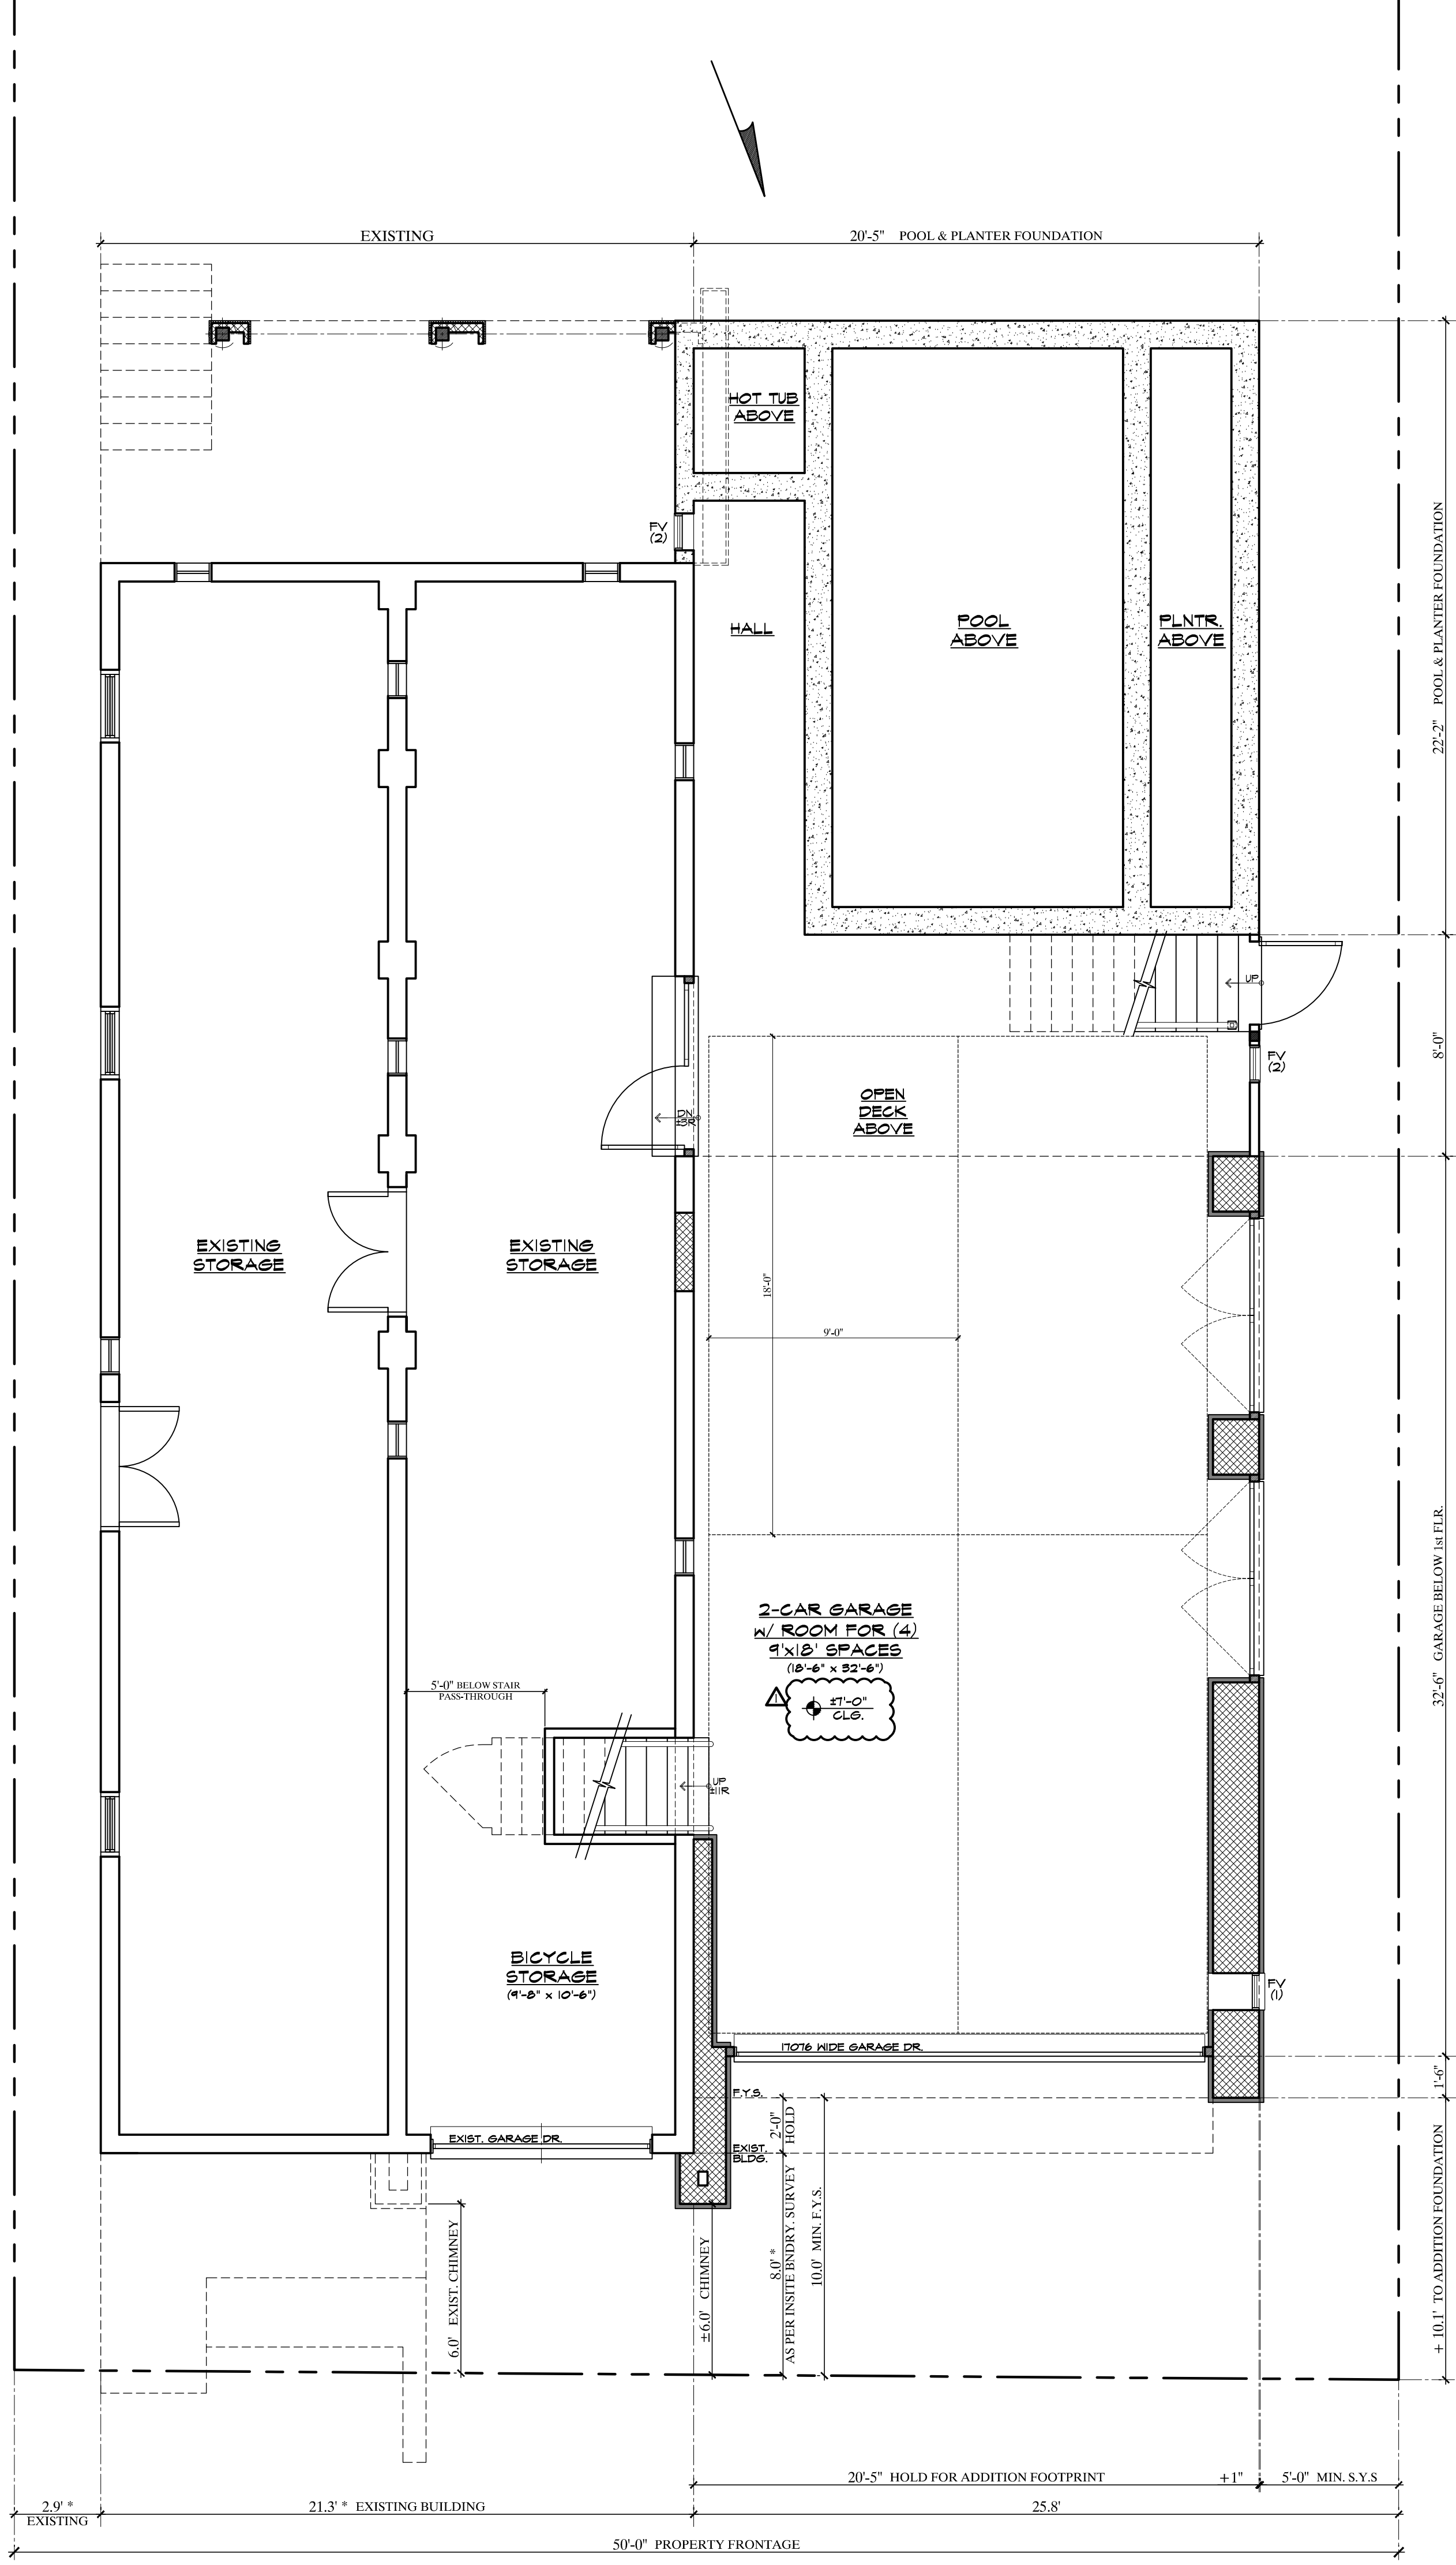 EXISTING
20'-5" POOL & PLANTER FOUNDATION
HOT TUB
ABOVE
FV
(2)
HALL
POOL
ABOVE
PLNTR.
ABOVE
22'-2" POOL & PLANTER FOUNDATION
UP
8'-0"
FV
(2)
OPEN
DECK
ABOVE
DN
±3R
EXISTING
STORAGE
EXISTING
STORAGE
18'-0"
9'-0"
2-CAR GARAGE
W/ ROOM FOR (4)
9'x18' SPACES
(18'-6" x 32'-6")
1
±7'-0"
CLG.
32'-6" GARAGE BELOW 1st FLR.
5'-0" BELOW STAIR
PASS-THROUGH
UP
±11R
BICYCLE
STORAGE
(9'-8" x 10'-6")
FV
(1)
17076 WIDE GARAGE DR.
1'-6"
F.Y.S.
2'-0"
HOLD
EXIST. GARAGE DR.
EXIST.
BLDG.
6.0' EXIST. CHIMNEY
±6.0' CHIMNEY
8.0' *
AS PER INSITE BNDRY. SURVEY
10.0' MIN. F.Y.S.
+ 10.1' TO ADDITION FOUNDATION
20'-5" HOLD FOR ADDITION FOOTPRINT
+1"
5'-0" MIN. S.Y.S
2.9' *
EXISTING
21.3' * EXISTING BUILDING
25.8'
50'-0" PROPERTY FRONTAGE